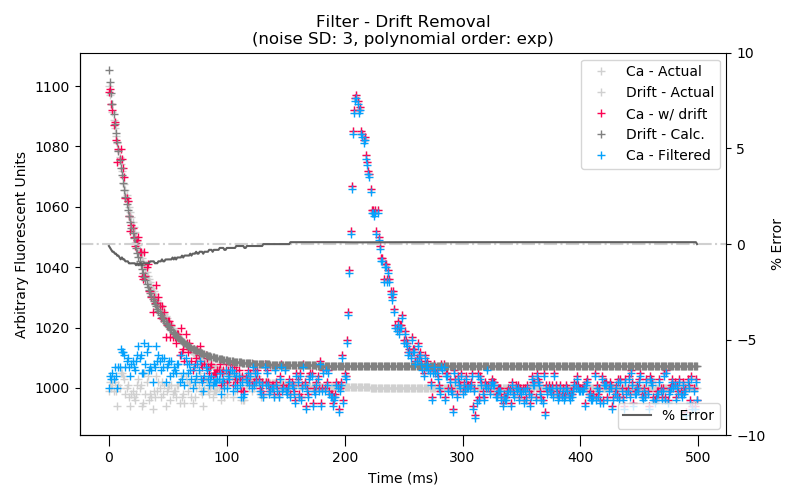 Filter - Drift Removal
(noise SD: 3, polynomial order: exp)
Arbitrary Fluorescent Units
1100
1080
1060
1040
1020
1000
10
5
0
−5
−10
% Error
Ca - Actual
Drift - Actual
Ca - w/ drift
Drift - Calc.
Ca - Filtered
% Error
0
100
200
300
400
500
Time (ms)